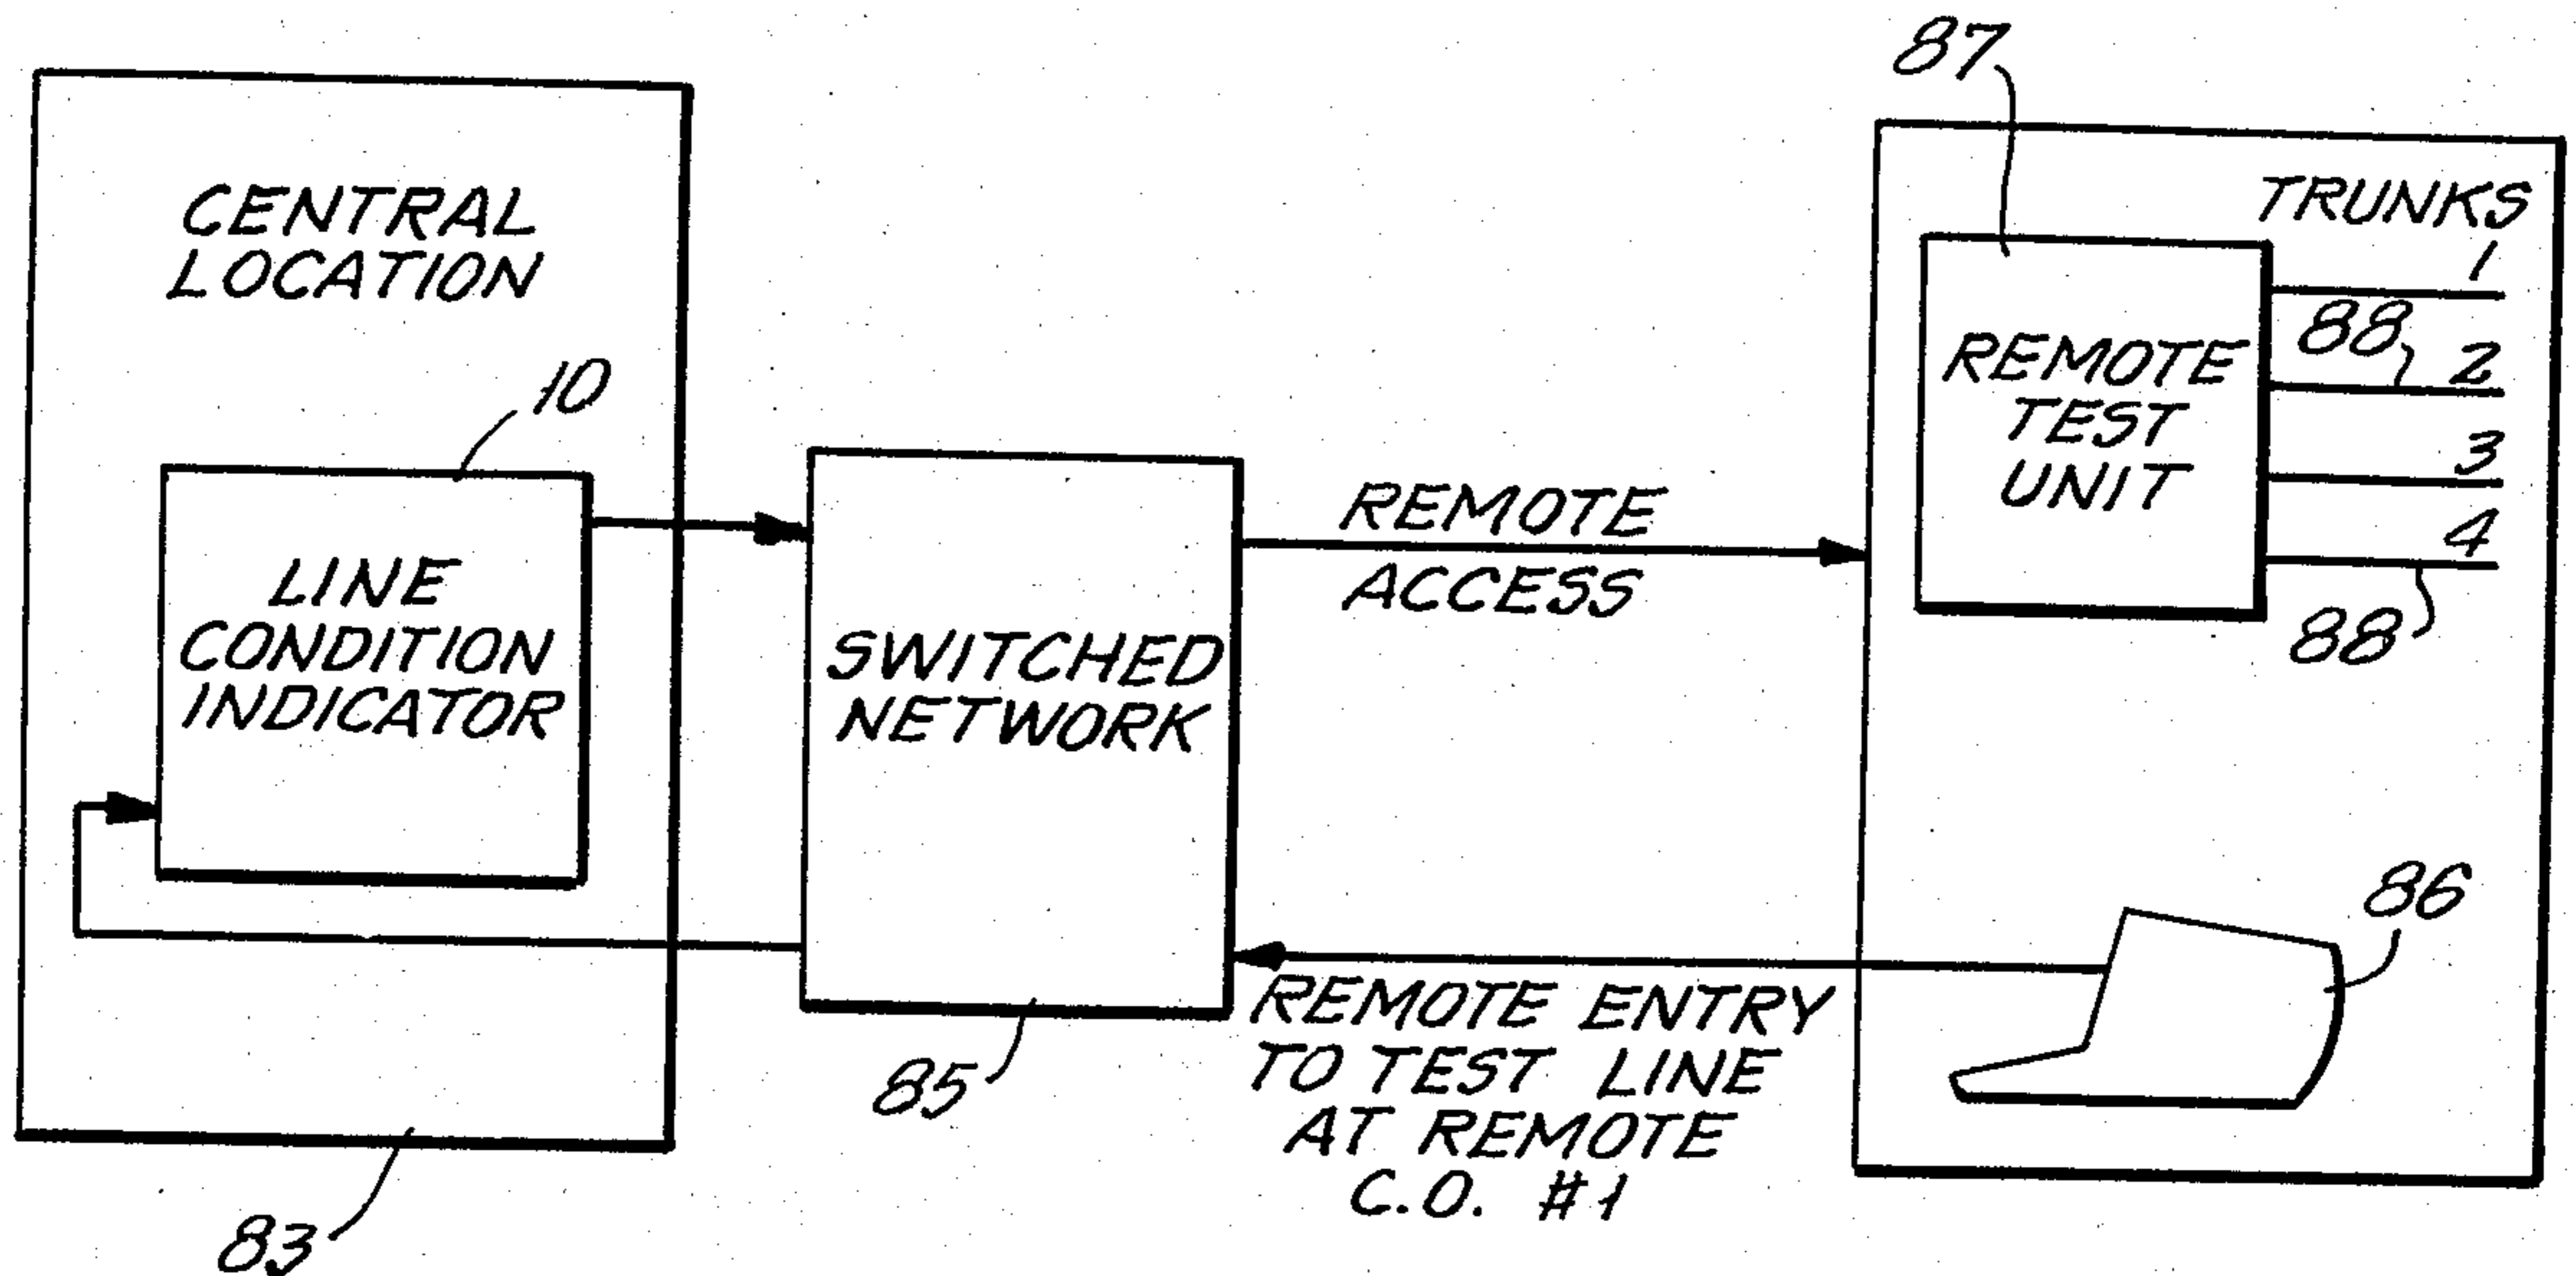 87
TRUNKS
1
88
2
3
4
88
REMOTE
TEST
UNIT
CENTRAL
LOCATION
10
LINE
CONDITION
INDICATOR
SWITCHED
NETWORK
REMOTE
ACCESS
86
REMOTE ENTRY
TO TEST LINE
AT REMOTE
C.O. #1
85
83